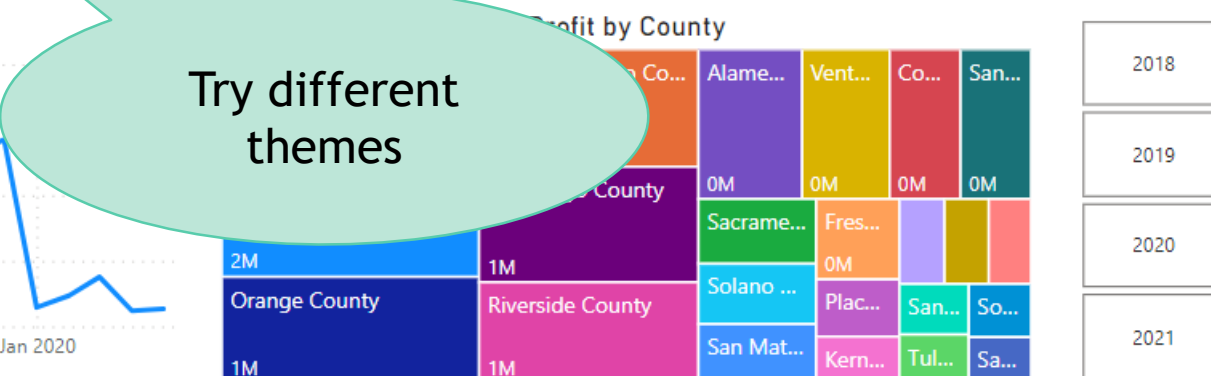 Profit by County
Try different
themes
Co...
Alame...
0M
Vent...
0M
Co...
0M
San...
0M
2M
County
1M
Orange County
1M
Riverside County
1M
Sacrame...
Fres...
0M
Solano ...
Plac...
San...
So...
San Mat...
Kern...
Tul...
Sa...
Jan 2020
2018
2019
2020
2021